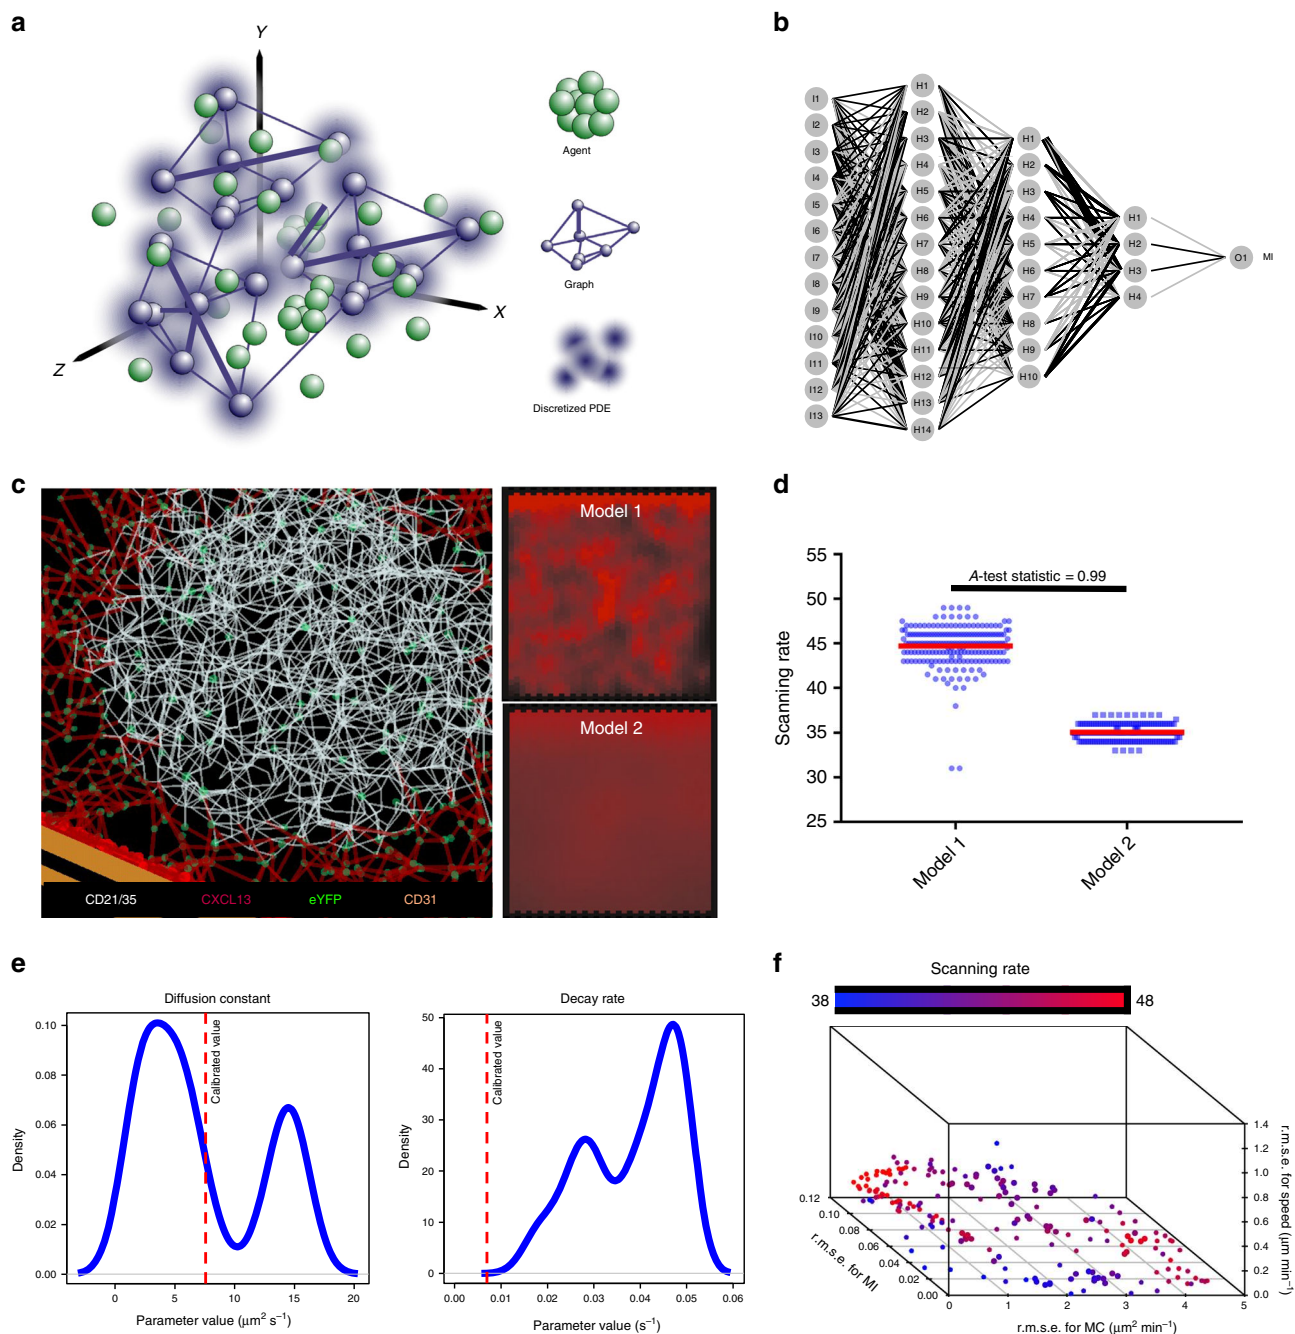 a
Y
X
Z
Agent
Graph
Discretized PDE
b
I1
I2
I3
I4
I5
I6
I7
I8
I9
I10
I11
I12
I13
H1
H2
H3
H4
H5
H6
H7
H8
H9
H10
H11
H12
H13
H14
H1
H2
H3
H4
H5
H6
H7
H8
H9
H10
H1
H2
H3
H4
O1 MI
c
CD21/35 CXCL13 eYFP CD31
Model 1
Model 2
d
55
50
45
40
35
30
25
Scanning rate
A-test statistic = 0.99
Model 1
Model 2
e
Diffusion constant
Calibrated value
Density
0.10
0.08
0.06
0.04
0.02
0.00
0 5 10 15 20
Parameter value (μm² s⁻¹)
Decay rate
Calibrated value
Density
50
40
30
20
10
0
0.00 0.01 0.02 0.03 0.04 0.05 0.06
Parameter value (s⁻¹)
f
Scanning rate
38 48
1.4
1.2
1.0
0.8
0.6
0.4
0.2
0.0
r.m.s.e. for speed (μm min⁻¹)
0.12
0.10
0.08
0.06
0.04
0.02
0.00
r.m.s.e. for MI
0 1 2 3 4 5
r.m.s.e. for MC (μm² min⁻¹)